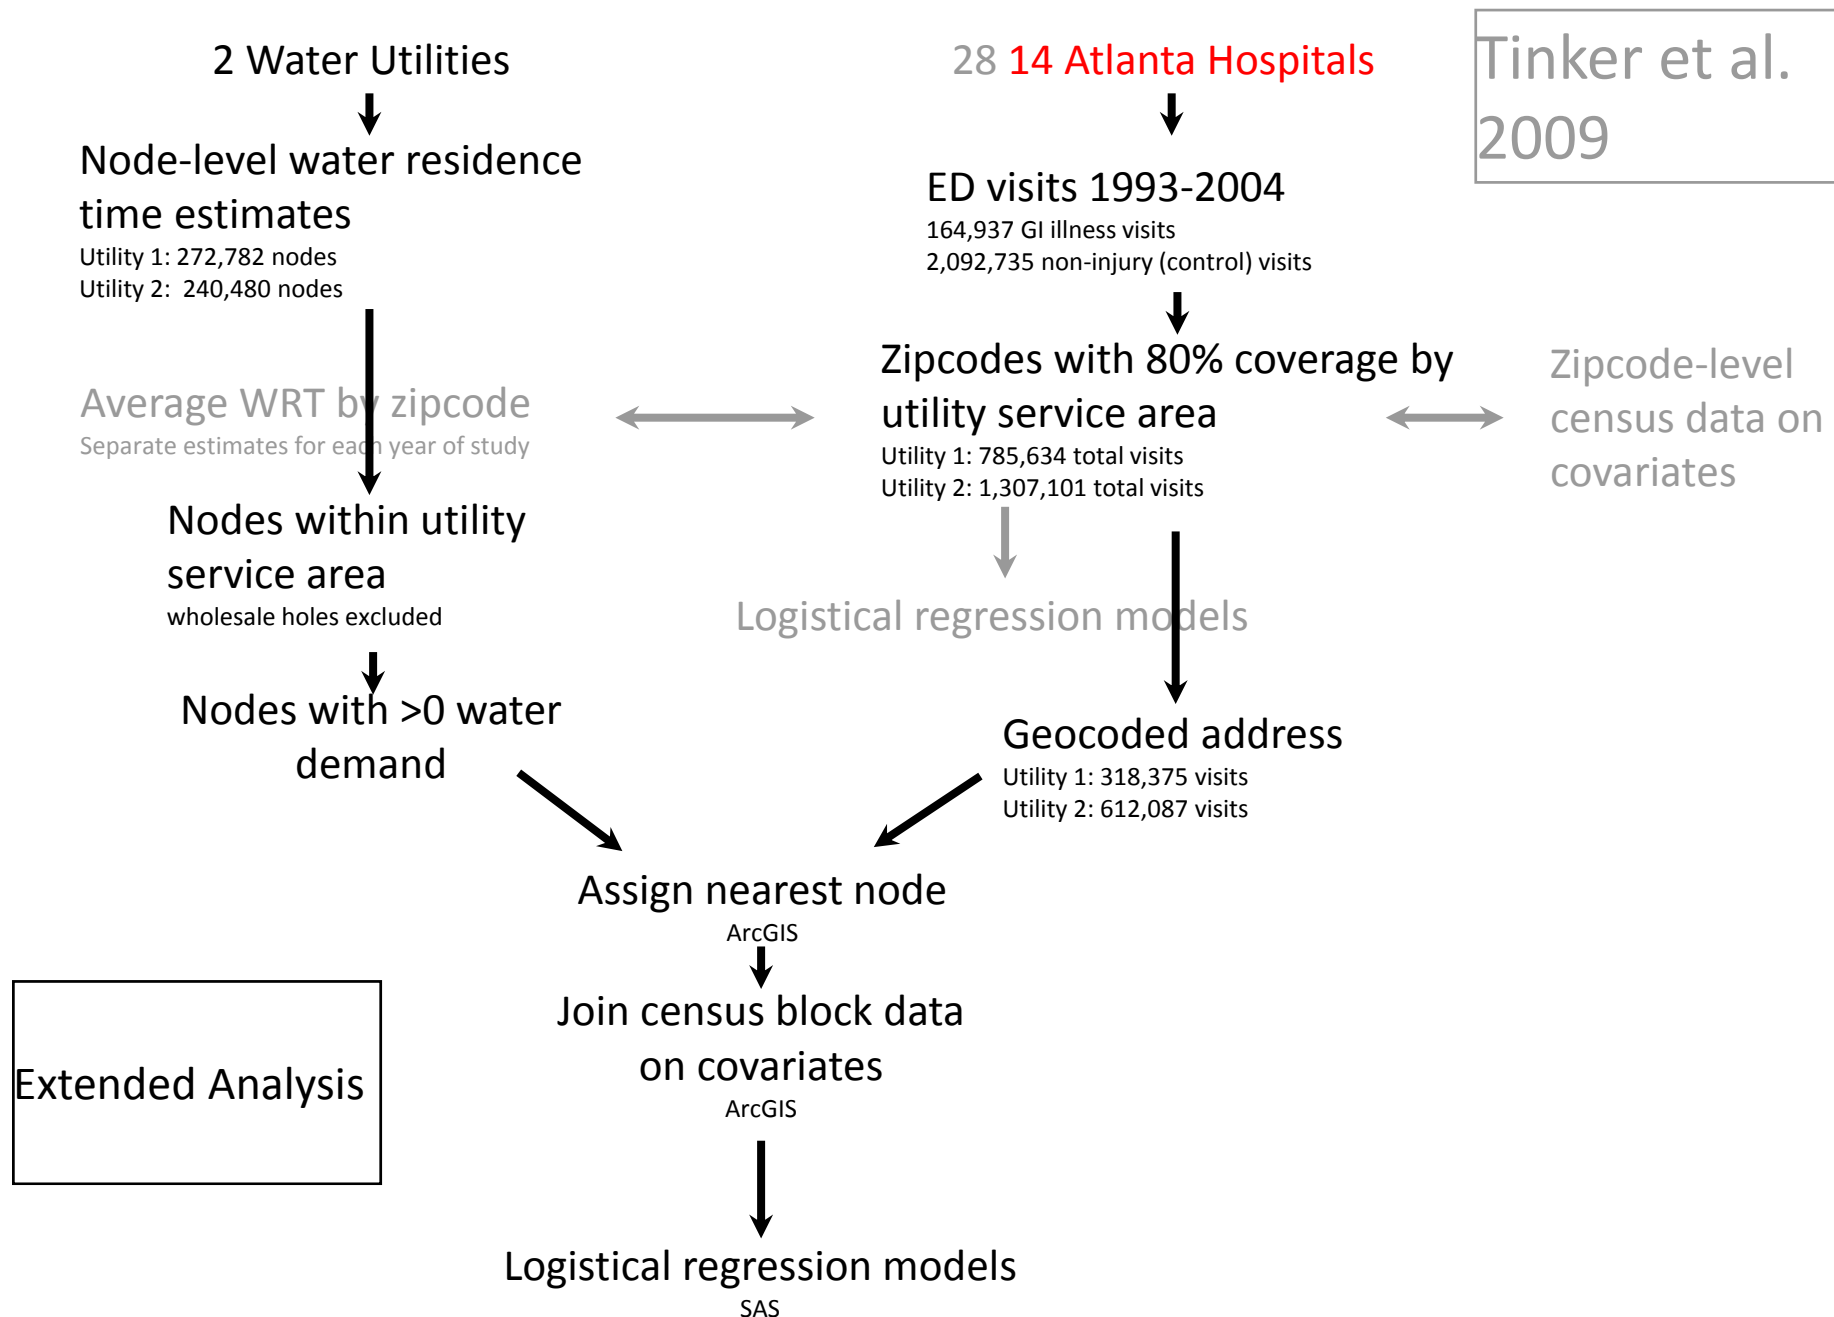 2 Water Utilities
28 14 Atlanta Hospitals
Tinker et al.
2009
Node-level water residence
time estimates
Utility 1: 272,782 nodes
Utility 2: 240,480 nodes
ED visits 1993-2004
164,937 GI illness visits
2,092,735 non-injury (control) visits
Average WRT by zipcode
Separate estimates for each year of study
Zipcodes with 80% coverage by
utility service area
Utility 1: 785,634 total visits
Utility 2: 1,307,101 total visits
Zipcode-level
census data on
covariates
Nodes within utility
service area
wholesale holes excluded
Logistical regression models
Nodes with >0 water
demand
Geocoded address
Utility 1: 318,375 visits
Utility 2: 612,087 visits
Assign nearest node
ArcGIS
Join census block data
on covariates
ArcGIS
Extended Analysis
Logistical regression models
SAS